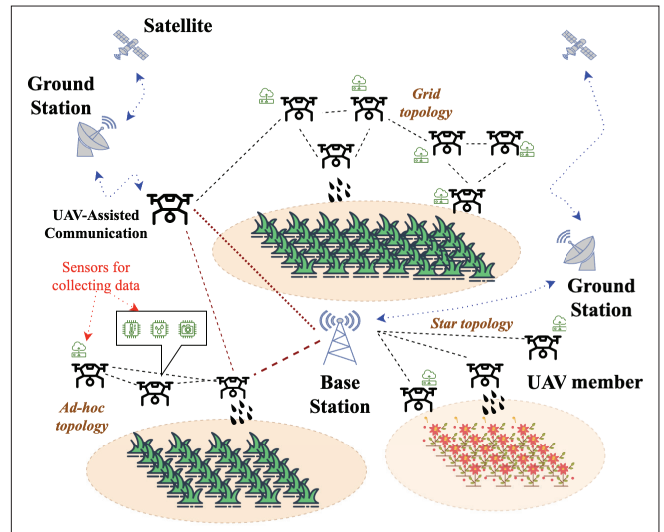 Satellite
Ground
Station
Grid
topology
UAV-Assisted
Communication
Sensors for
collecting data
Ground
Station
Star topology
Base
Station
UAV member
Ad-hoc
topology